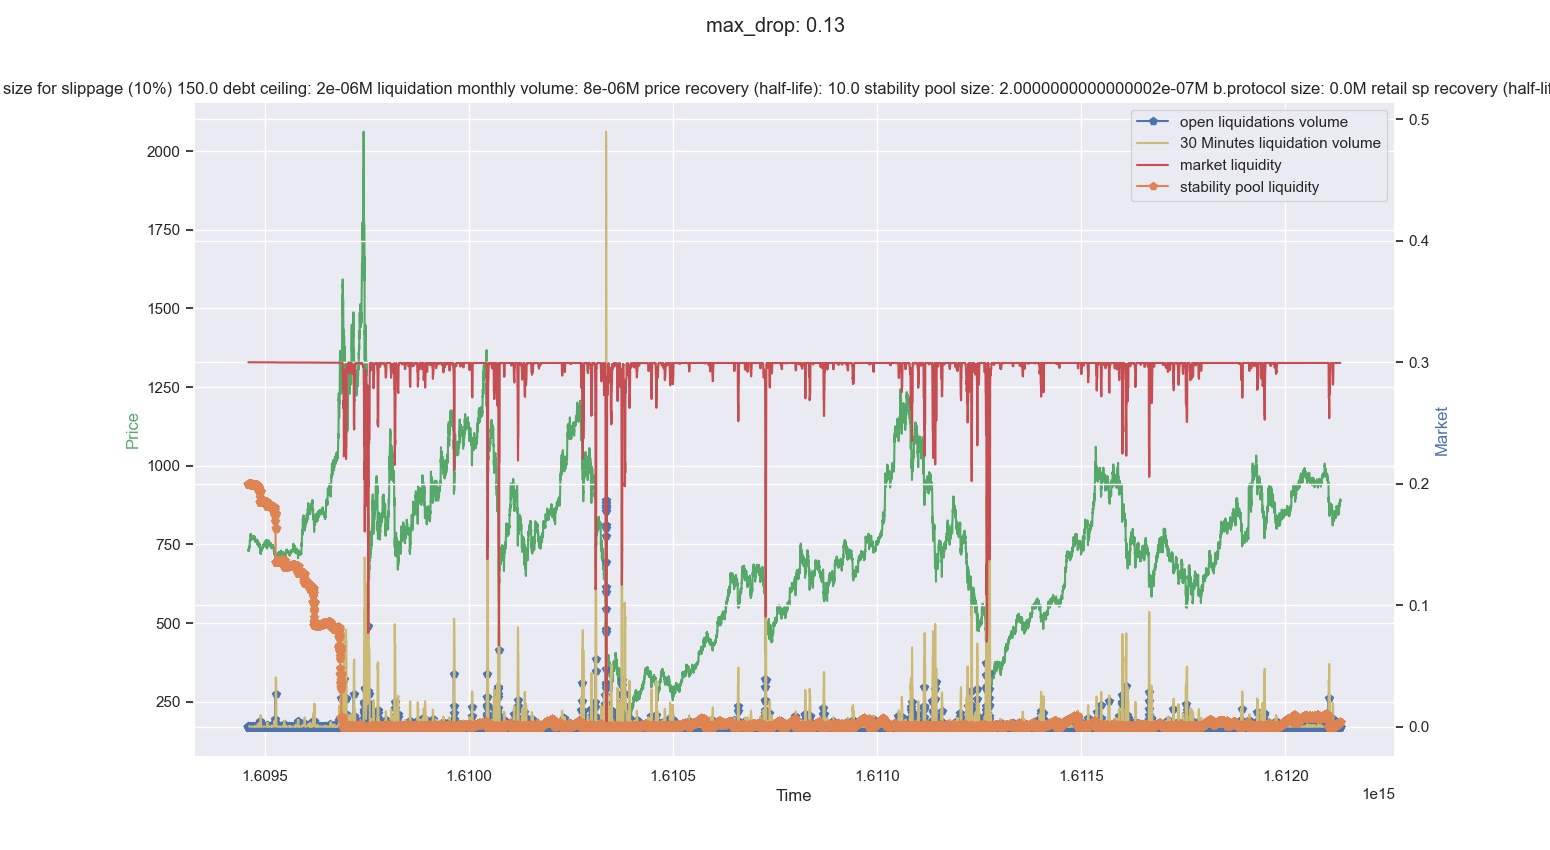 max_drop: 0.13
size for slippage (10%) 150.0 debt ceiling: 2e-06M liquidation monthly volume: 8e-06M price recovery (half-life): 10.0 stability pool size: 2.0000000000000002e-07M b.protocol size: 0.0M retail sp recovery (half-lif
open liquidations volume
30 Minutes liquidation volume
market liquidity
stability pool liquidity
Price
2000
1750
1500
1250
1000
750
500
250
0.5
0.4
0.3
0.2
0.1
0.0
Market
1.6095 1.6100 1.6105 1.6110 1.6115 1.6120
Time
1e15